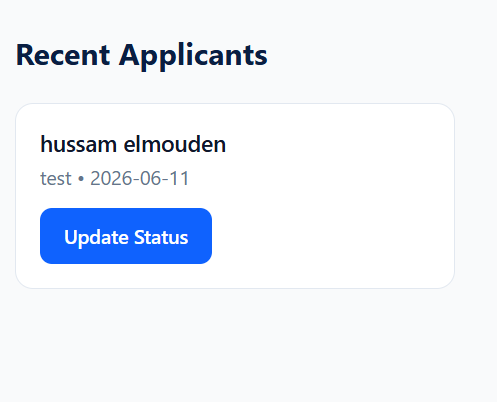 Recent Applicants
hussam elmouden
test • 2026-06-11
Update Status